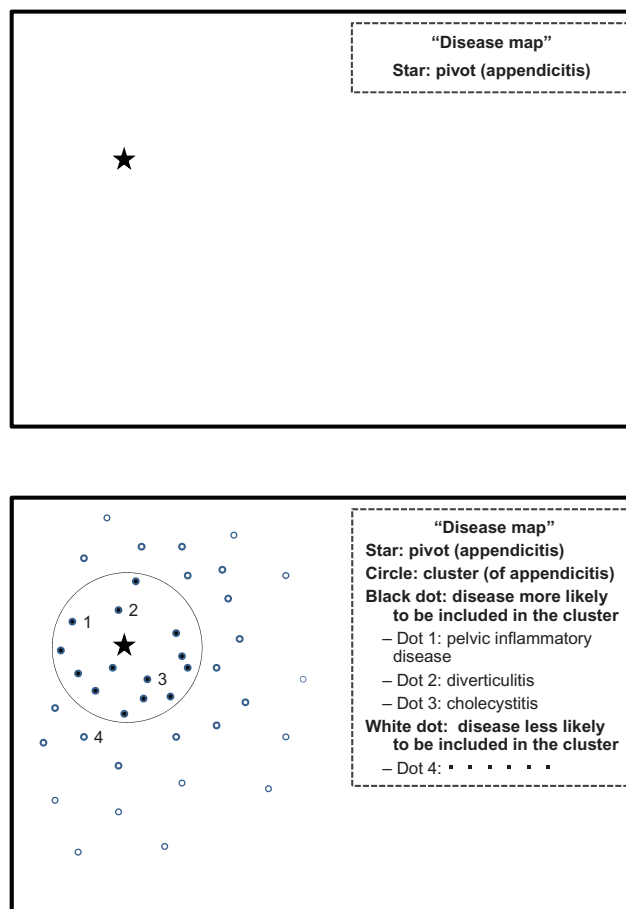 “Disease map”
Star: pivot (appendicitis)
“Disease map”
Star: pivot (appendicitis)
Circle: cluster (of appendicitis)
Black dot: disease more likely
to be included in the cluster
– Dot 1: pelvic inflammatory
disease
– Dot 2: diverticulitis
– Dot 3: cholecystitis
White dot: disease less likely
to be included in the cluster
– Dot 4: · · · · · ·
1
2
3
4